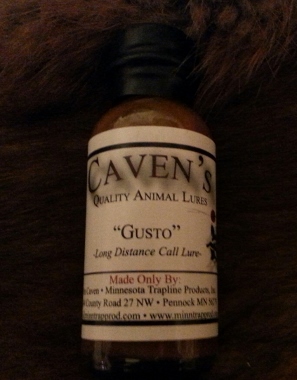 CAVEN'S
QUALITY ANIMAL LURES
"GUSTO"
-Long Distance Call Lure-
Made Only By:
Caven • Minnesota Trapline Products, Inc.
County Road 27 NW • Pennock MN
• www.minntrapprod.com